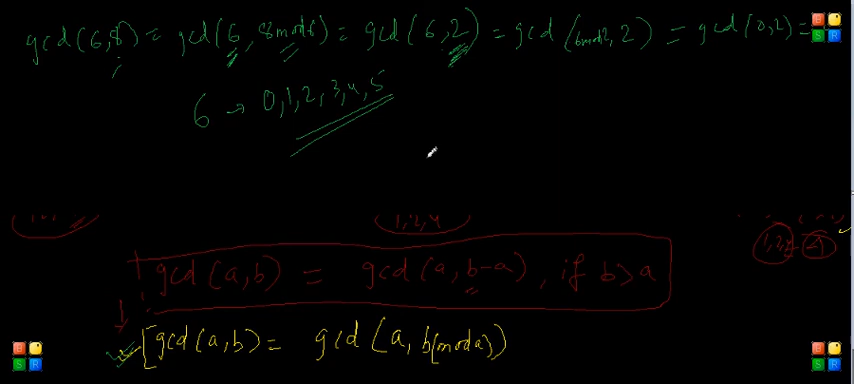 gcd(6,8) = gcd(6, 8mod6) = gcd(6,2) = gcd(6mod2, 2) = gcd(0,2) =
6 → 0,1,2,3,4,5
1,2,4
gcd(a,b) = gcd(a, b-a), if b>a
gcd(a,b) = gcd(a, b(mod a))